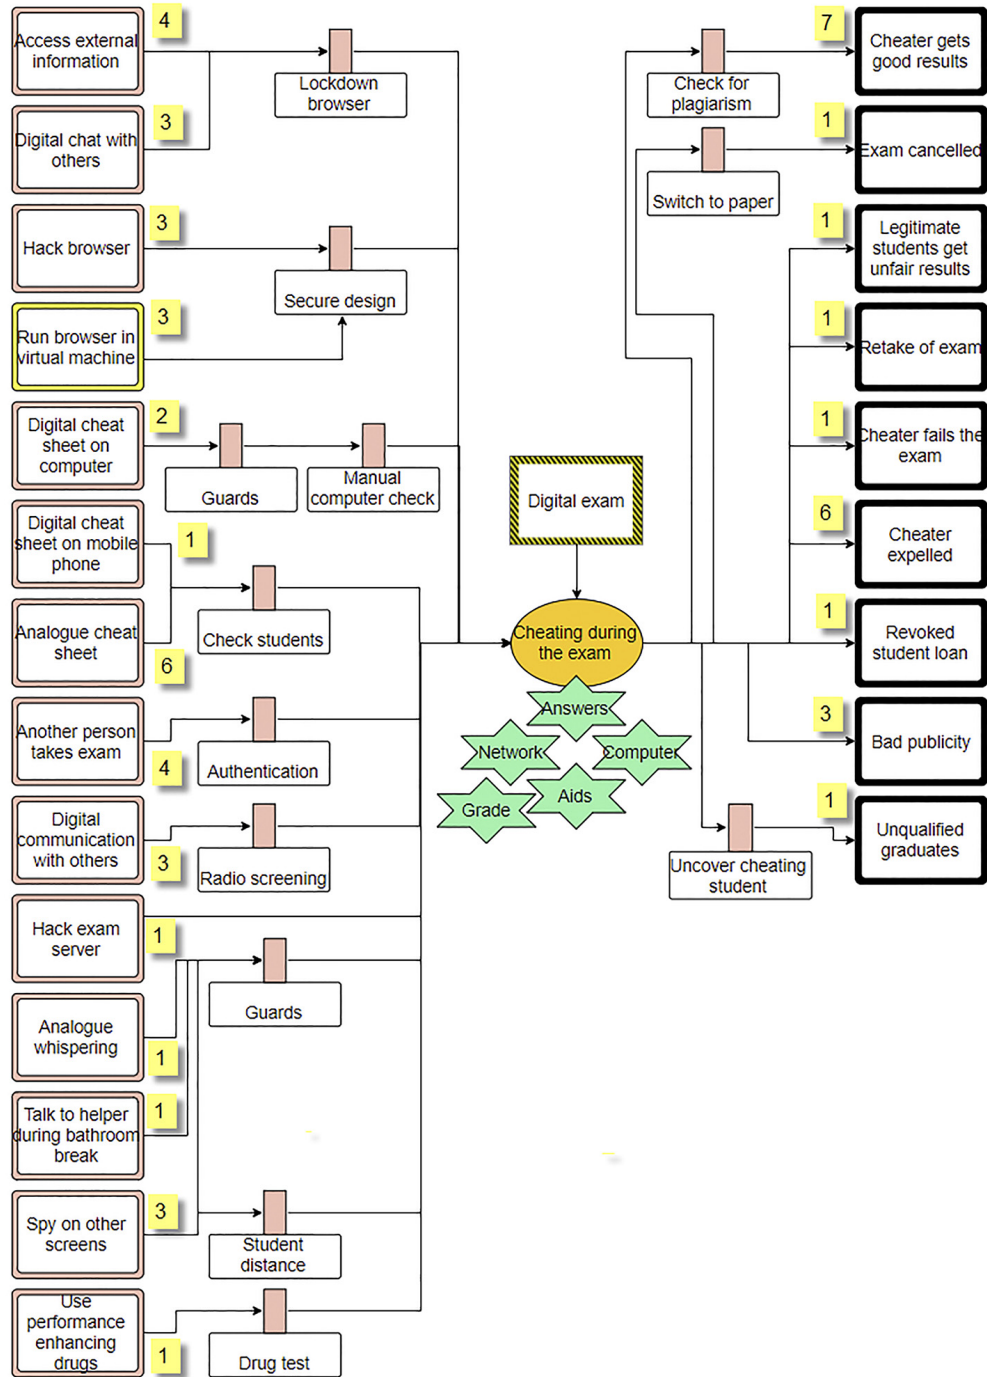 Access external
information
4
Lockdown
browser
Digital chat with
others
3
Hack browser
3
Secure design
Run browser in
virtual machine
3
Digital cheat
sheet on
computer
2
Guards
Manual
computer check
Digital cheat
sheet on mobile
phone
1
Check students
Analogue cheat
sheet
6
Another person
takes exam
4
Authentication
Digital
communication
with others
3
Radio screening
Hack exam
server
1
Guards
Analogue
whispering
1
Talk to helper
during bathroom
break
1
Spy on other
screens
3
Student
distance
Use
performance
enhancing
drugs
1
Drug test
Digital exam
Cheating during
the exam
Answers
Network
Computer
Aids
Grade
Check for
plagiarism
7
Cheater gets
good results
Switch to paper
1
Exam cancelled
1
Legitimate
students get
unfair results
1
Retake of exam
1
Cheater fails the
exam
6
Cheater
expelled
1
Revoked
student loan
3
Bad publicity
Uncover cheating
student
1
Unqualified
graduates